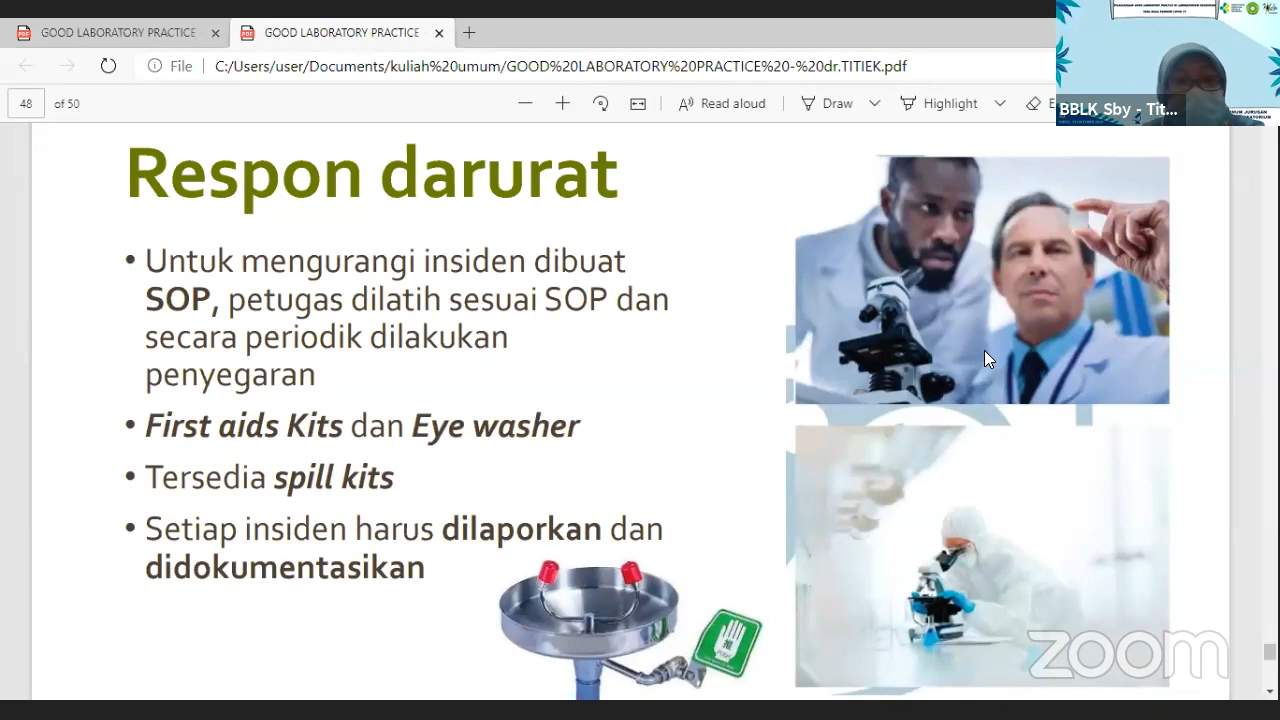 GOOD LABORATORY PRACTICE
GOOD LABORATORY PRACTICE
File
C:/Users/user/Documents/kuliah%20umum/GOOD%20LABORATORY%20PRACTICE%20-%20dr.TITIEK.pdf
48 of 50
Read aloud
Draw
Highlight
BBLK Sby - Tit...
Respon darurat
• Untuk mengurangi insiden dibuat
SOP, petugas dilatih sesuai SOP dan
secara periodik dilakukan
penyegaran
• First aids Kits dan Eye washer
• Tersedia spill kits
• Setiap insiden harus dilaporkan dan
didokumentasikan
zoom